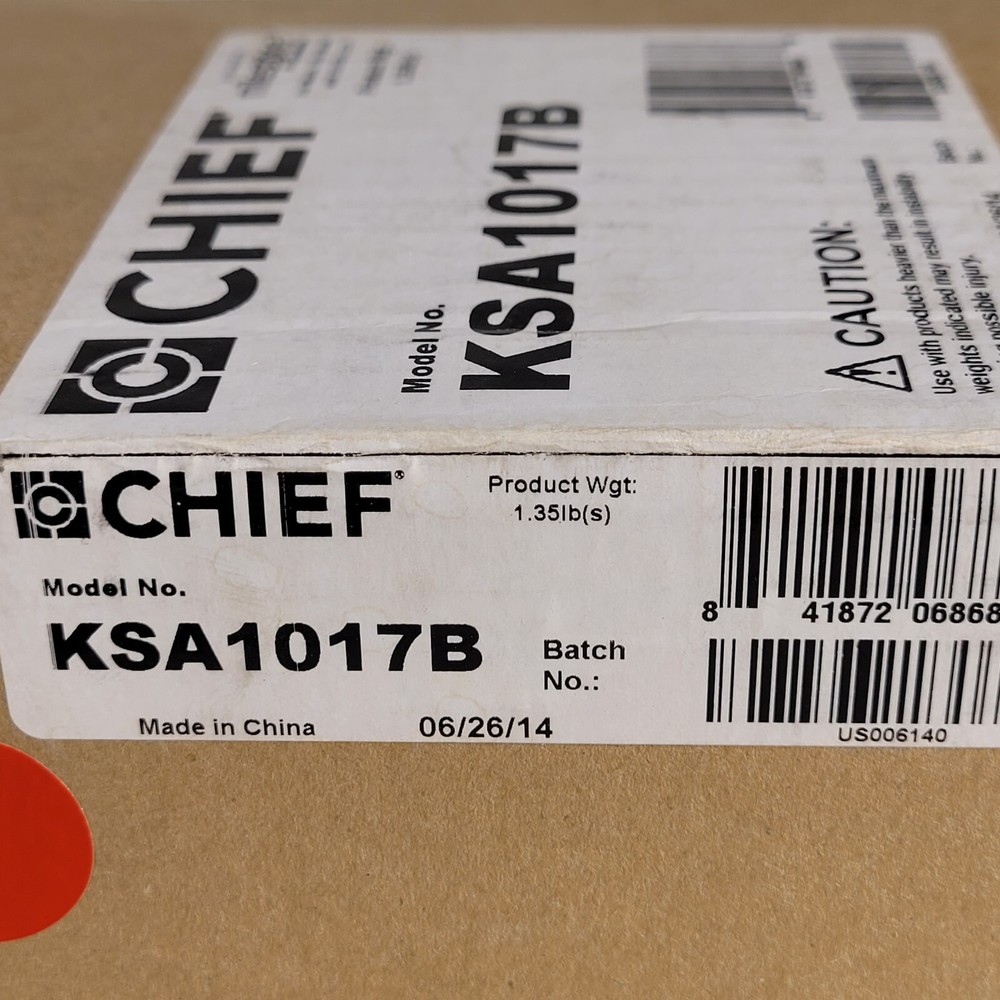 CHIEF
Model No.
KSA1017B
CAUTION:
Use with products heavier than the maximum
weights indicated may result in instability
possible injury.
CHIEF®
Product Wgt:
1.35lb(s)
8 41872 06868
Model No.
KSA1017B
Batch
No.:
Made in China
06/26/14
US006140